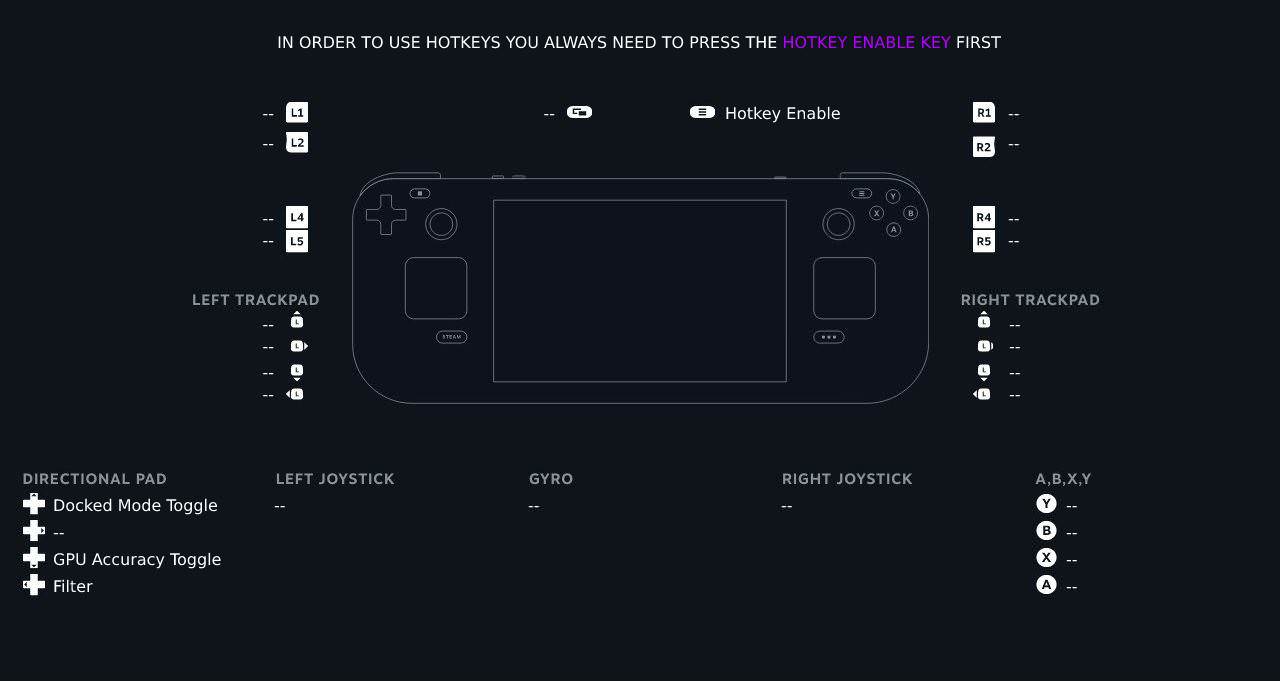 IN ORDER TO USE HOTKEYS YOU ALWAYS NEED TO PRESS THE HOTKEY ENABLE KEY FIRST
-- L1
--
Hotkey Enable
R1 --
-- L2
R2 --
Y
X
B
A
-- L4
-- L5
R4 --
R5 --
STEAM
LEFT TRACKPAD
-- L
-- L
-- L
-- L
RIGHT TRACKPAD
L --
L --
L --
L --
DIRECTIONAL PAD
Docked Mode Toggle
--
GPU Accuracy Toggle
Filter
LEFT JOYSTICK
--
GYRO
--
RIGHT JOYSTICK
--
A,B,X,Y
Y --
B --
X --
A --